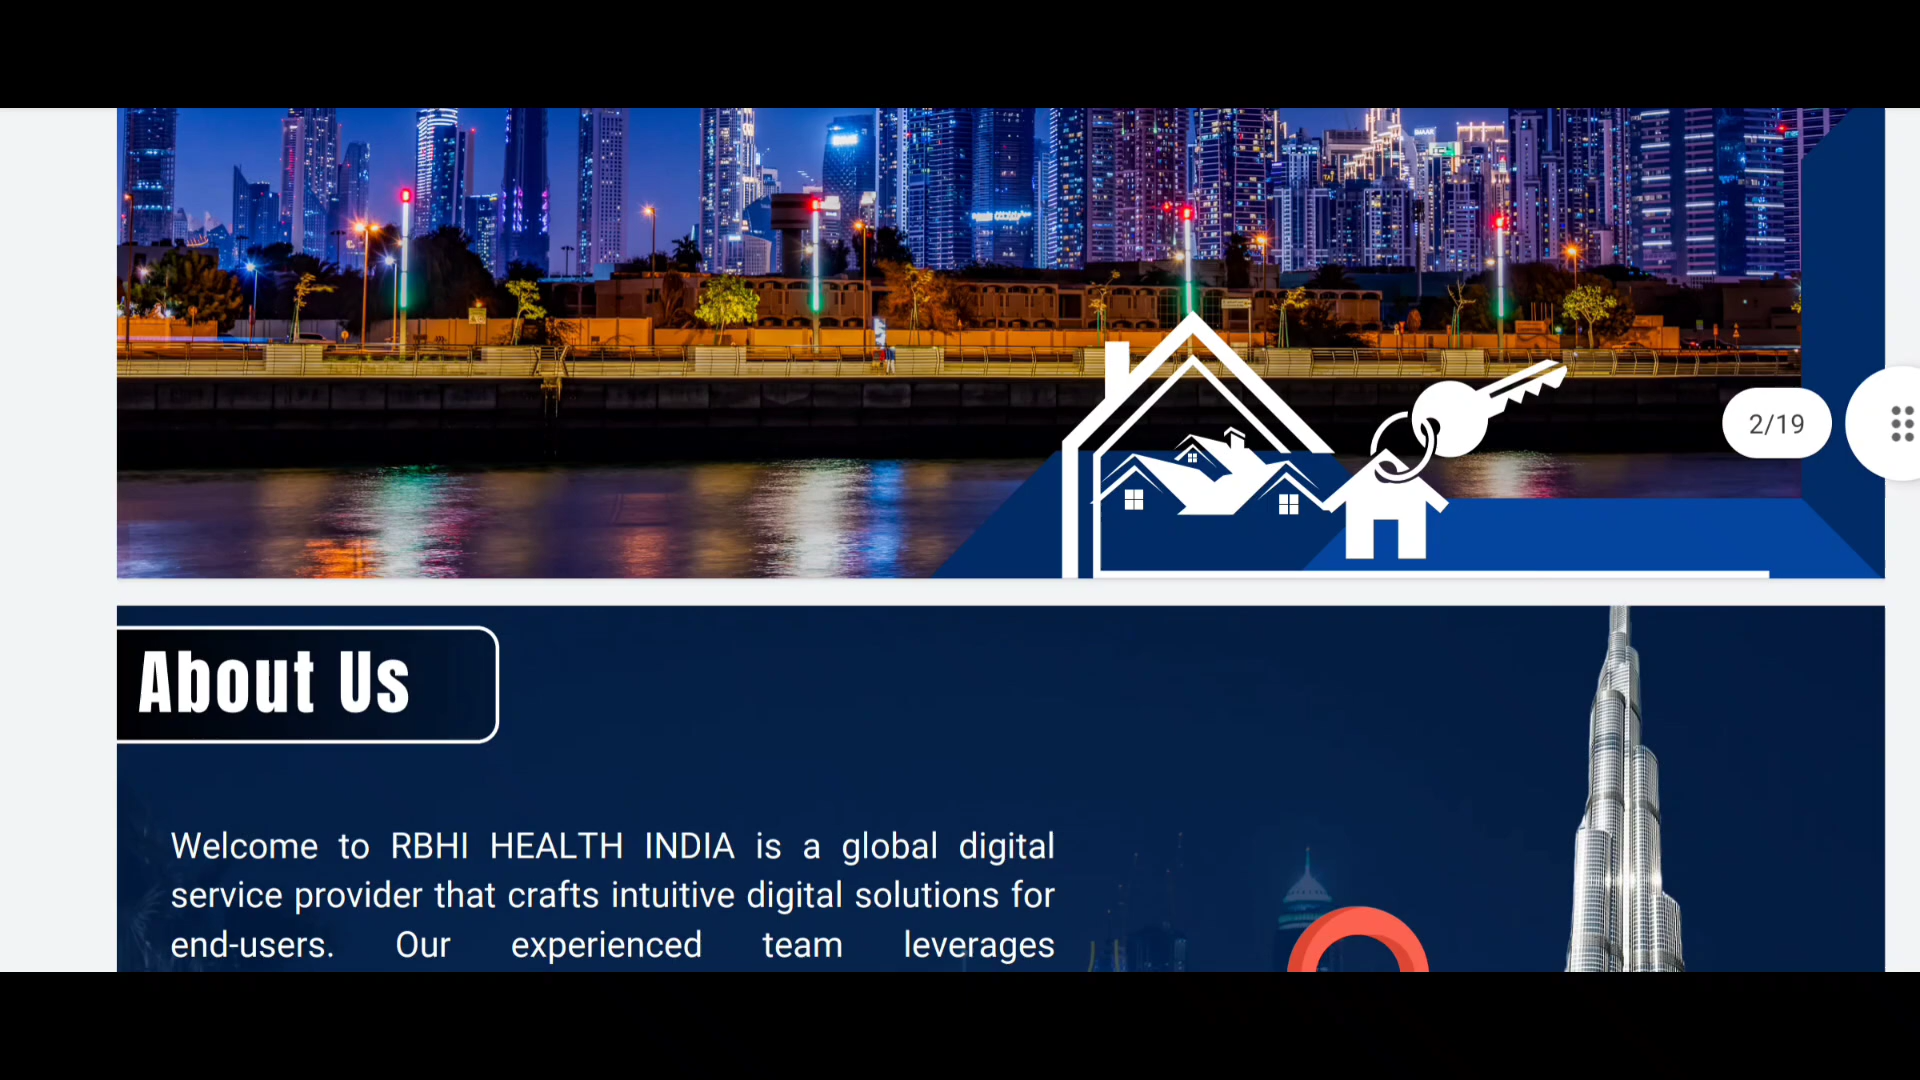 2/19
About Us
Welcome to RBHI HEALTH INDIA is a global digital
service provider that crafts intuitive digital solutions for
end-users. Our experienced team leverages